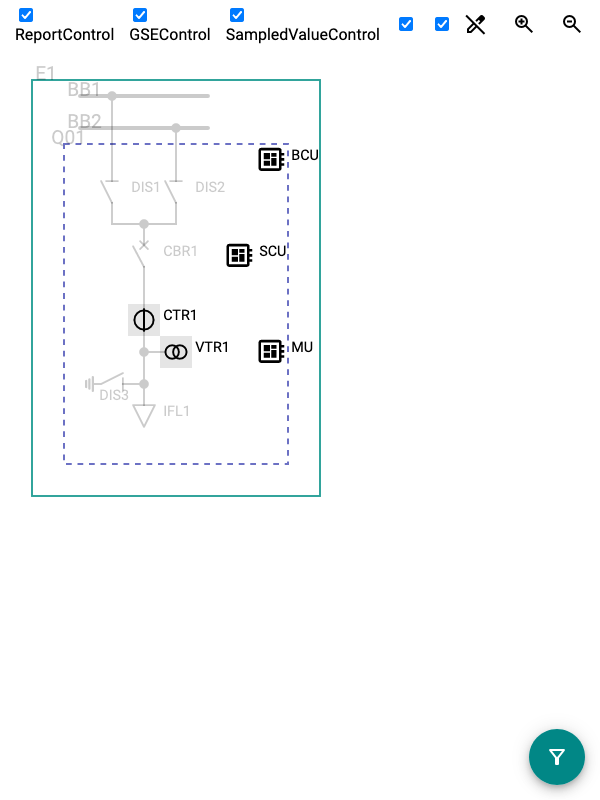 ReportControl
GSEControl
SampledValueControl
E1
BB1
BB2
Q01
BCU
DIS1
DIS2
CBR1
SCU
CTR1
VTR1
MU
DIS3
IFL1